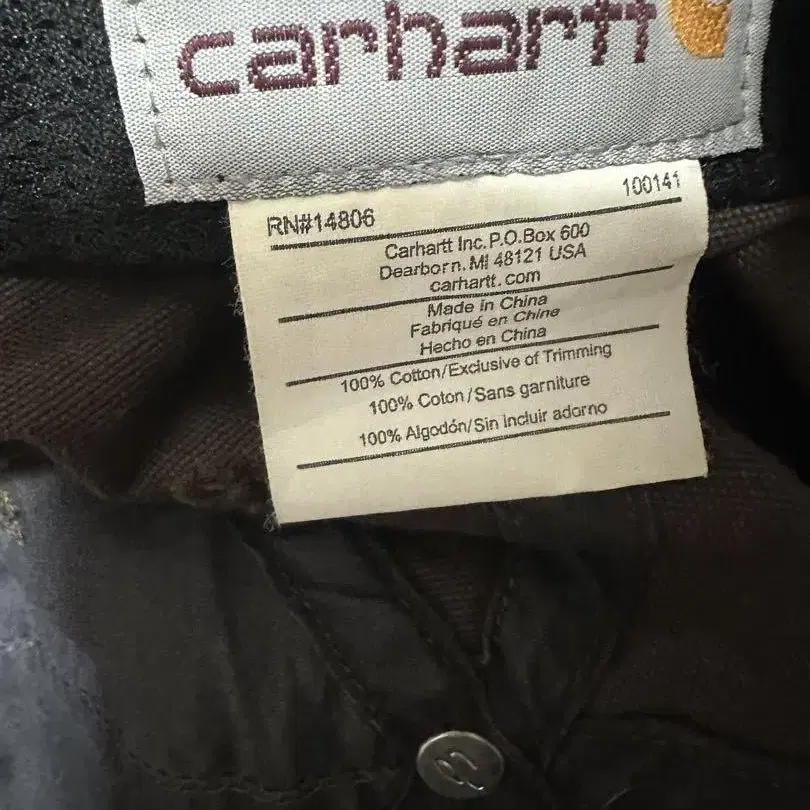 carhartt
RN#14806 100141
Carhartt Inc.P.O.Box 600
Dearborn, MI 48121 USA
carhartt.com
Made in China
Fabriqué en Chine
Hecho en China
100% Cotton/Exclusive of Trimming
100% Coton/Sans garniture
100% Algodón/Sin incluir adorno